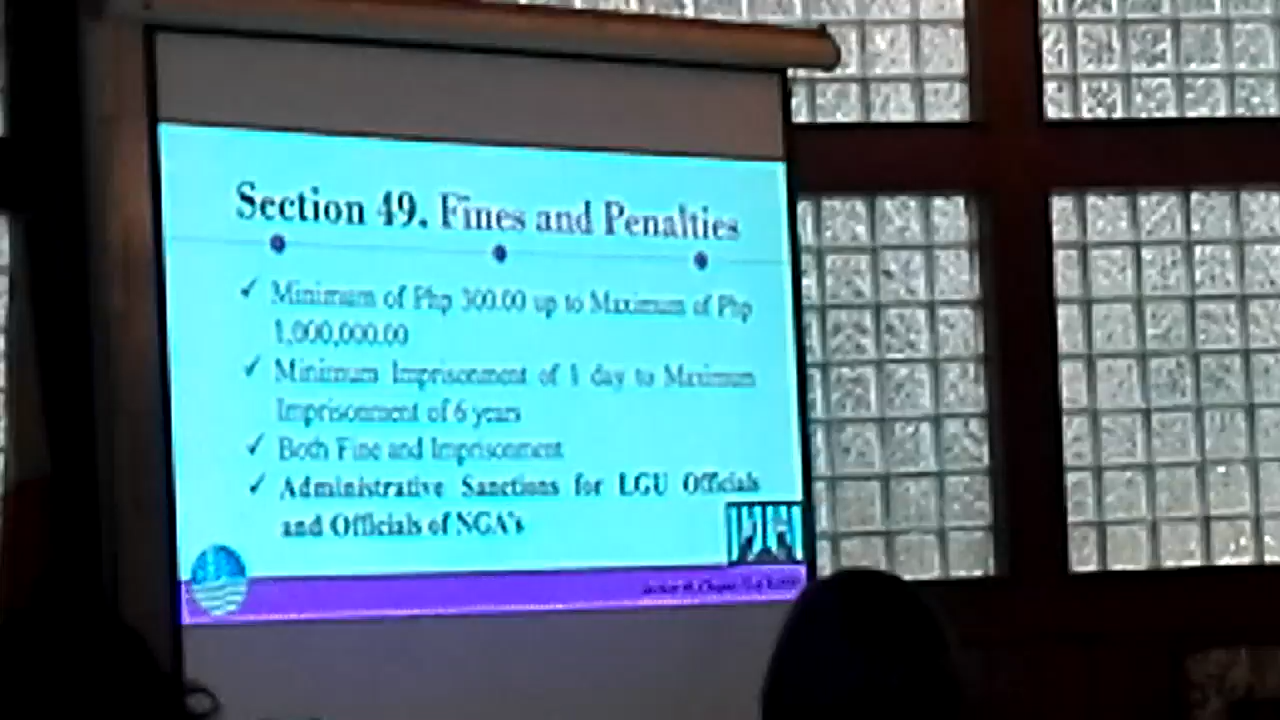 Section 49. Fines and Penalties
✓ Minimum of Php 300.00 up to Maximum of Php
1,000,000.00
✓ Minimum Imprisonment of 1 day to Maximum
Imprisonment of 6 years
✓ Both Fine and Imprisonment
✓ Administrative Sanctions for LGU Officials
and Officials of NGA's